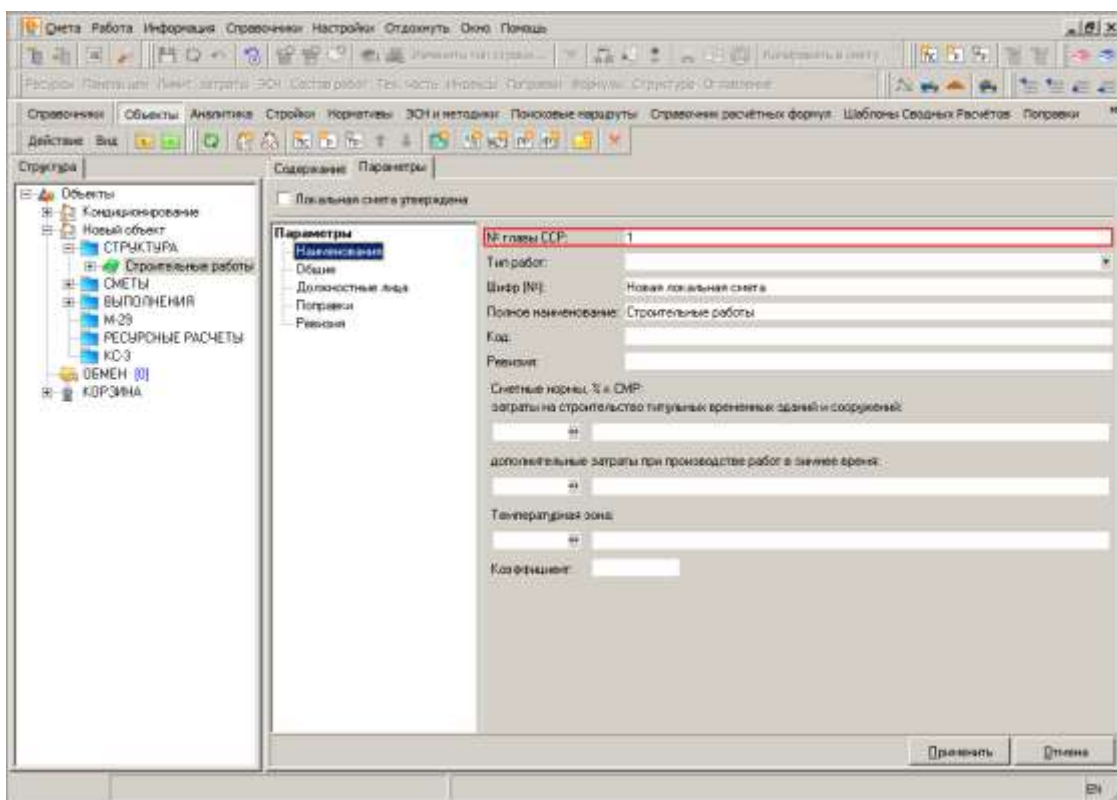 Смета Работа Информация Справочники Настройки Отдохнуть Окно Помощь
Справочники Объекты Аналитика Стройки Нормативы ЭСН и методики Поисковые маршруты Справочник расчётных формул Шаблоны Сводных Расчётов Поправки
Действие Вид
Структура
Содержание Параметры
Объекты
Кондиционирование
Новый объект
СТРУКТУРА
Строительные работы
СМЕТЫ
ВЫПОЛНЕНИЯ
М-29
РЕСУРСНЫЕ РАСЧЕТЫ
КС-3
ОБМЕН (0)
КОРЗИНА
Локальная смета утверждена
Параметры
Наименования
Общие
Должностные лица
Поправки
Ревизия
№ главы ССР: 1
Тип работ:
Шифр (№): Новая локальная смета
Полное наименование: Строительные работы
Код:
Ревизия:
Сметные нормы, % к СМР:
затраты на строительство титульных временных зданий и сооружений:
дополнительные затраты при производстве работ в зимнее время:
Температурная зона:
Коэффициент:
Применить Отмена
EN